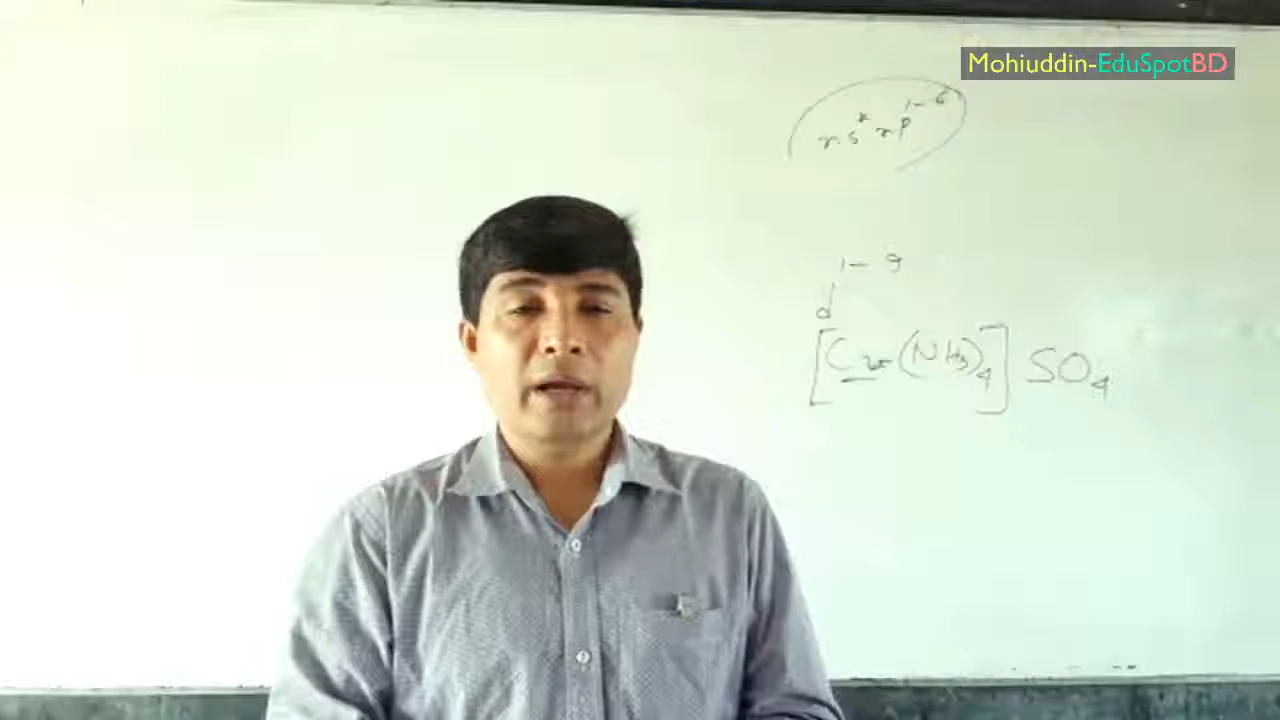 Mohiuddin-EduSpotBD
ns² np¹⁻⁶
d¹⁻⁹
[Cu(NH₃)₄] SO₄